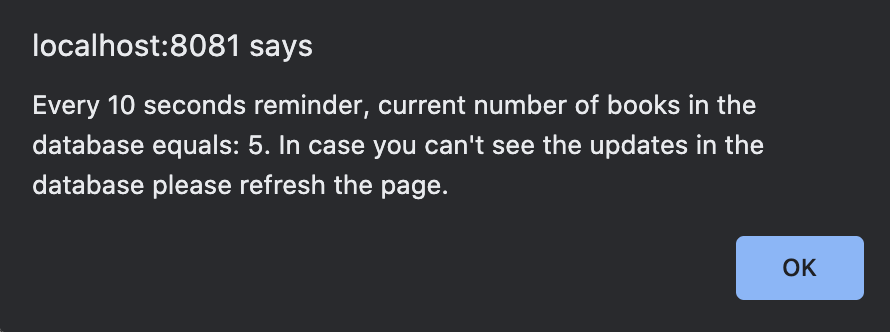 localhost:8081 says
Every 10 seconds reminder, current number of books in the
database equals: 5. In case you can't see the updates in the
database please refresh the page.
OK